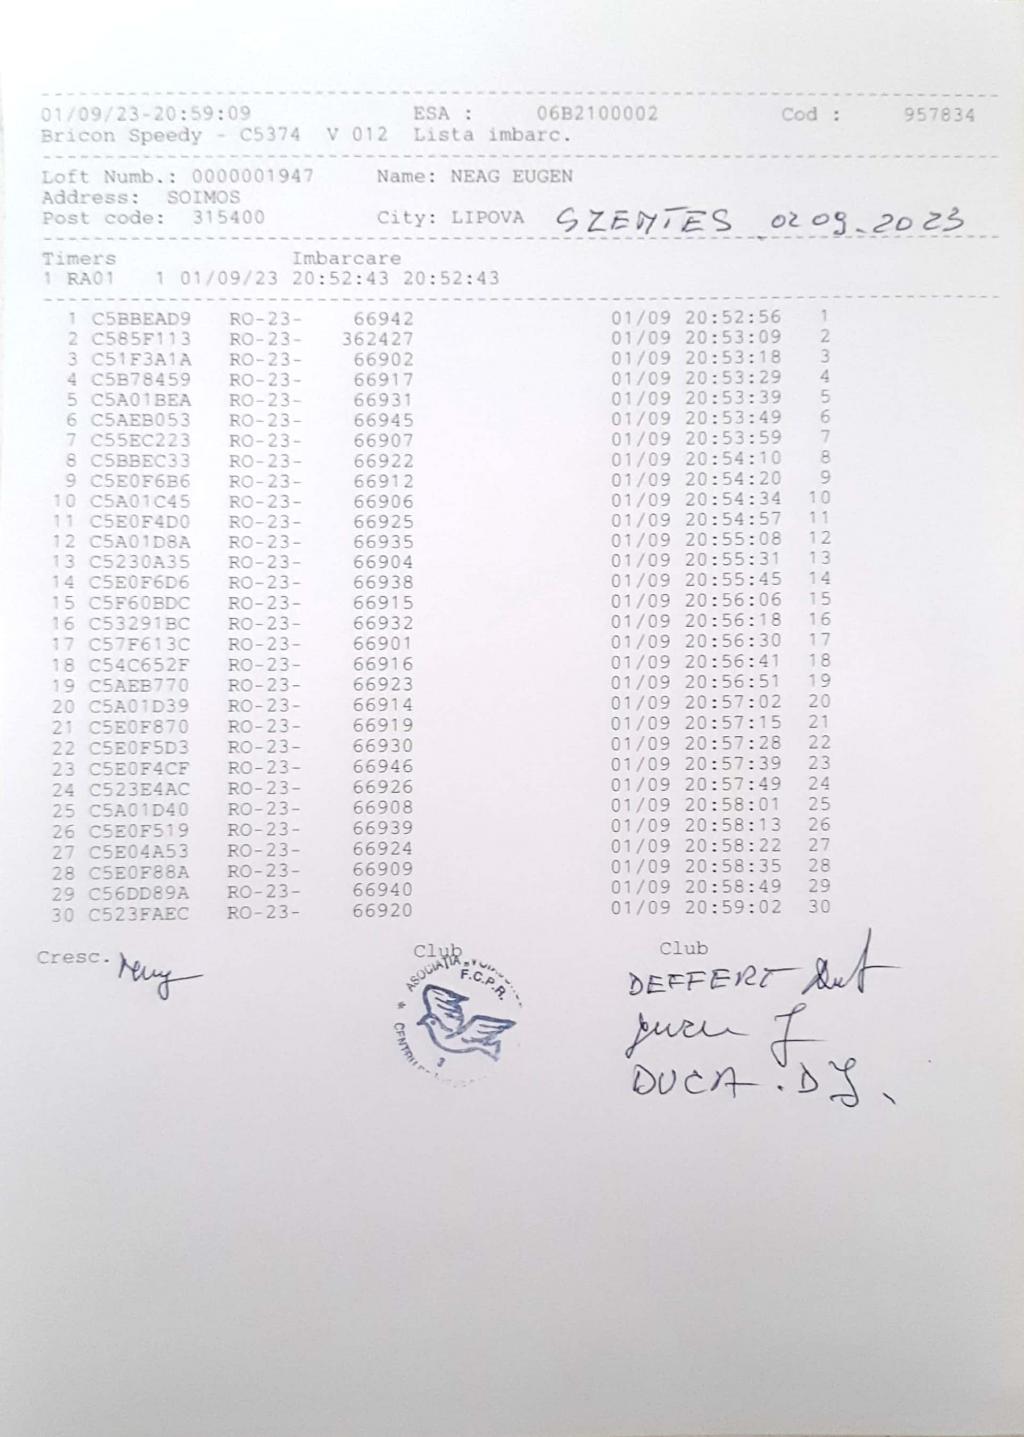 01/09/23-20:59:09 ESA : 06B2100002 Cod : 957834
Bricon Speedy - C5374 V 012 Lista imbarc.
Loft Numb.: 0000001947 Name: NEAG EUGEN
Address: SOIMOS
Post code: 315400 City: LIPOVA SZENTES 02 09.2023
Timers Imbarcare
1 RA01 1 01/09/23 20:52:43 20:52:43
1 C5BBEAD9 RO-23- 66942 01/09 20:52:56 1
2 C585F113 RO-23- 362427 01/09 20:53:09 2
3 C51F3A1A RO-23- 66902 01/09 20:53:18 3
4 C5B78459 RO-23- 66917 01/09 20:53:29 4
5 C5A01BEA RO-23- 66931 01/09 20:53:39 5
6 C5AEB053 RO-23- 66945 01/09 20:53:49 6
7 C55EC223 RO-23- 66907 01/09 20:53:59 7
8 C5BBEC33 RO-23- 66922 01/09 20:54:10 8
9 C5E0F6B6 RO-23- 66912 01/09 20:54:20 9
10 C5A01C45 RO-23- 66906 01/09 20:54:34 10
11 C5E0F4D0 RO-23- 66925 01/09 20:54:57 11
12 C5A01D8A RO-23- 66935 01/09 20:55:08 12
13 C5230A35 RO-23- 66904 01/09 20:55:31 13
14 C5E0F6D6 RO-23- 66938 01/09 20:55:45 14
15 C5F60BDC RO-23- 66915 01/09 20:56:06 15
16 C53291BC RO-23- 66932 01/09 20:56:18 16
17 C57F613C RO-23- 66901 01/09 20:56:30 17
18 C54C652F RO-23- 66916 01/09 20:56:41 18
19 C5AEB770 RO-23- 66923 01/09 20:56:51 19
20 C5A01D39 RO-23- 66914 01/09 20:57:02 20
21 C5E0F870 RO-23- 66919 01/09 20:57:15 21
22 C5E0F5D3 RO-23- 66930 01/09 20:57:28 22
23 C5E0F4CF RO-23- 66946 01/09 20:57:39 23
24 C523E4AC RO-23- 66926 01/09 20:57:49 24
25 C5A01D40 RO-23- 66908 01/09 20:58:01 25
26 C5E0F519 RO-23- 66939 01/09 20:58:13 26
27 C5E04A53 RO-23- 66924 01/09 20:58:22 27
28 C5E0F88A RO-23- 66909 01/09 20:58:35 28
29 C56DD89A RO-23- 66940 01/09 20:58:49 29
30 C523FAEC RO-23- 66920 01/09 20:59:02 30
Cresc. Club Club
ASOCIAȚIA
F.C.P.R.
3
DEFFERT
DUCA . D